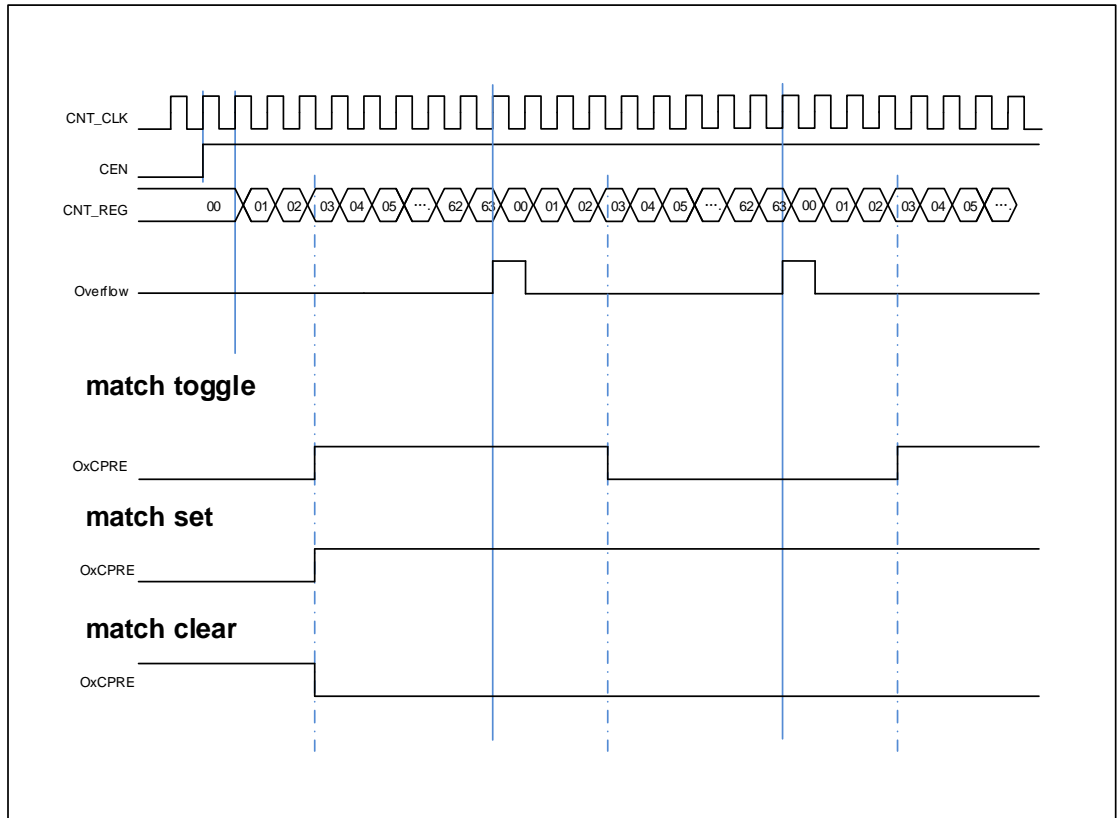 CNT_CLK
CEN
CNT_REG 00 01 02 03 04 05 ···. 62 63 00 01 02 03 04 05 ···. 62 63 00 01 02 03 04 05 ···.
Overflow
match toggle
OxCPRE
match set
OxCPRE
match clear
OxCPRE